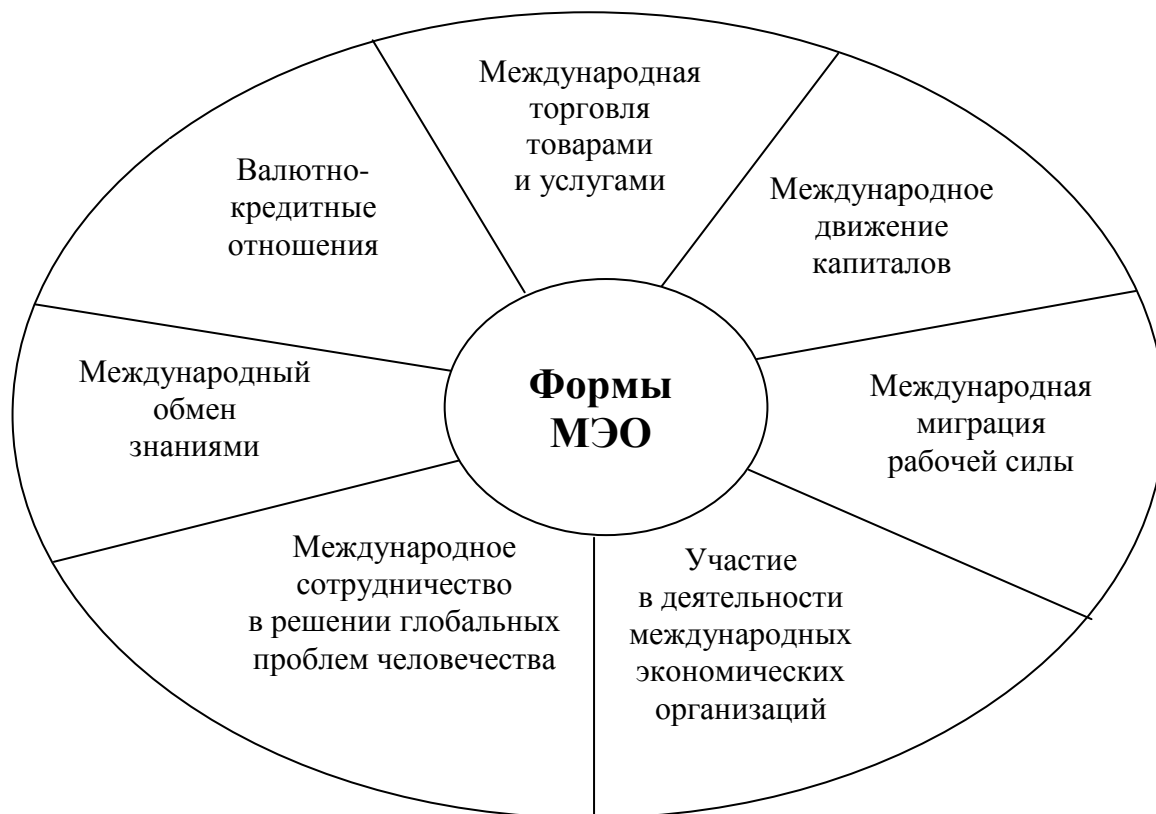 Международная
торговля
товарами
и услугами
Международное
движение
капиталов
Международная
миграция
рабочей силы
Участие
в деятельности
международных
экономических
организаций
Международное
сотрудничество
в решении глобальных
проблем человечества
Международный
обмен
знаниями
Валютно-
кредитные
отношения
Формы
МЭО